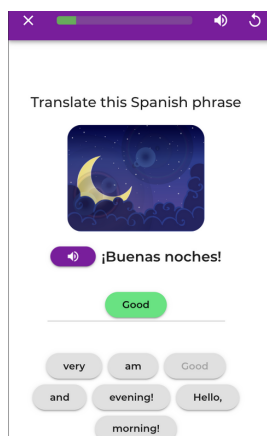 Translate this Spanish phrase
¡Buenas noches!
Good
very am Good
and evening! Hello,
morning!